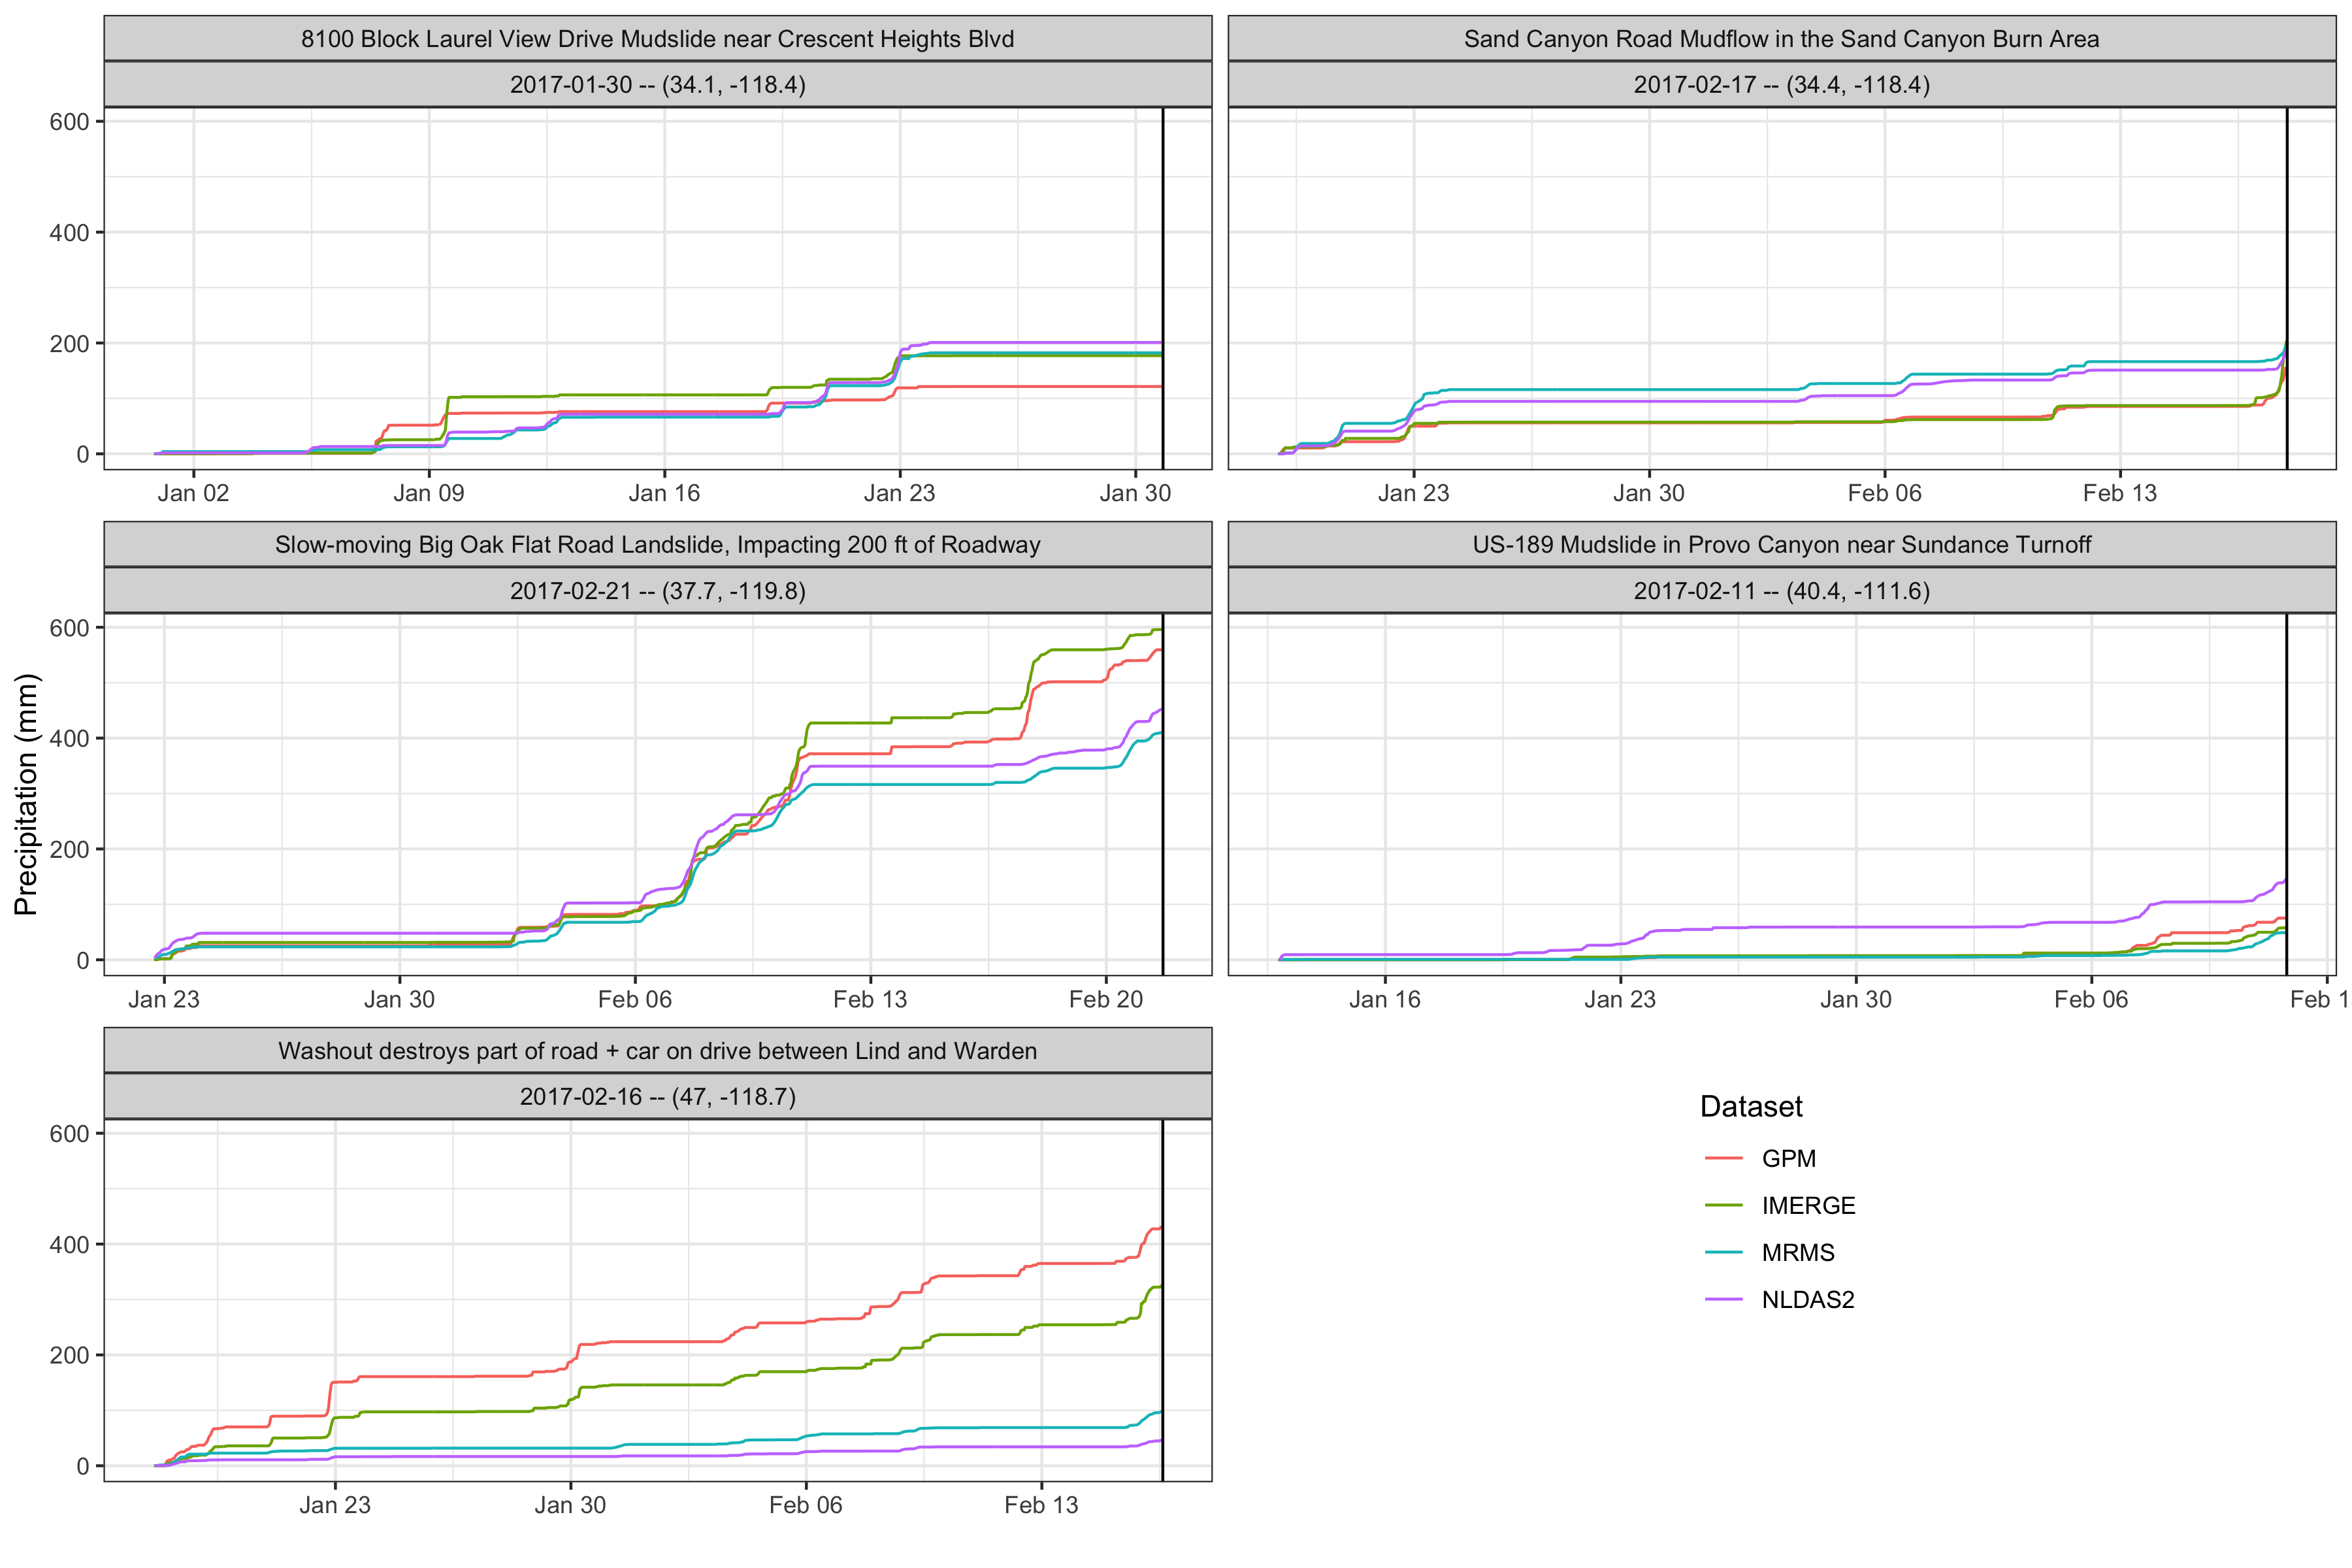 8100 Block Laurel View Drive Mudslide near Crescent Heights Blvd
2017-01-30 -- (34.1, -118.4)
600
400
200
0
Jan 02 Jan 09 Jan 16 Jan 23 Jan 30
Sand Canyon Road Mudflow in the Sand Canyon Burn Area
2017-02-17 -- (34.4, -118.4)
Jan 23 Jan 30 Feb 06 Feb 13
Slow-moving Big Oak Flat Road Landslide, Impacting 200 ft of Roadway
2017-02-21 -- (37.7, -119.8)
Precipitation (mm)
600
400
200
0
Jan 23 Jan 30 Feb 06 Feb 13 Feb 20
US-189 Mudslide in Provo Canyon near Sundance Turnoff
2017-02-11 -- (40.4, -111.6)
Jan 16 Jan 23 Jan 30 Feb 06 Feb 1
Washout destroys part of road + car on drive between Lind and Warden
2017-02-16 -- (47, -118.7)
600
400
200
0
Jan 23 Jan 30 Feb 06 Feb 13
Dataset
GPM
IMERGE
MRMS
NLDAS2